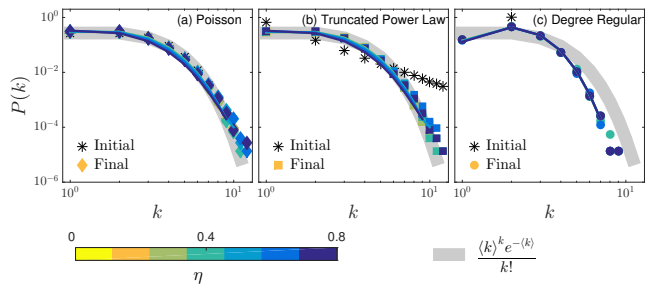 (a) Poisson
(b) Truncated Power Law
(c) Degree Regular
P(k)
10^0
10^-2
10^-4
10^-6
Initial
Final
Initial
Final
Initial
Final
10^0 10^1
10^0 10^1
10^0 10^1
k
k
k
0 0.4 0.8
η
⟨k⟩^k e^-⟨k⟩
k!